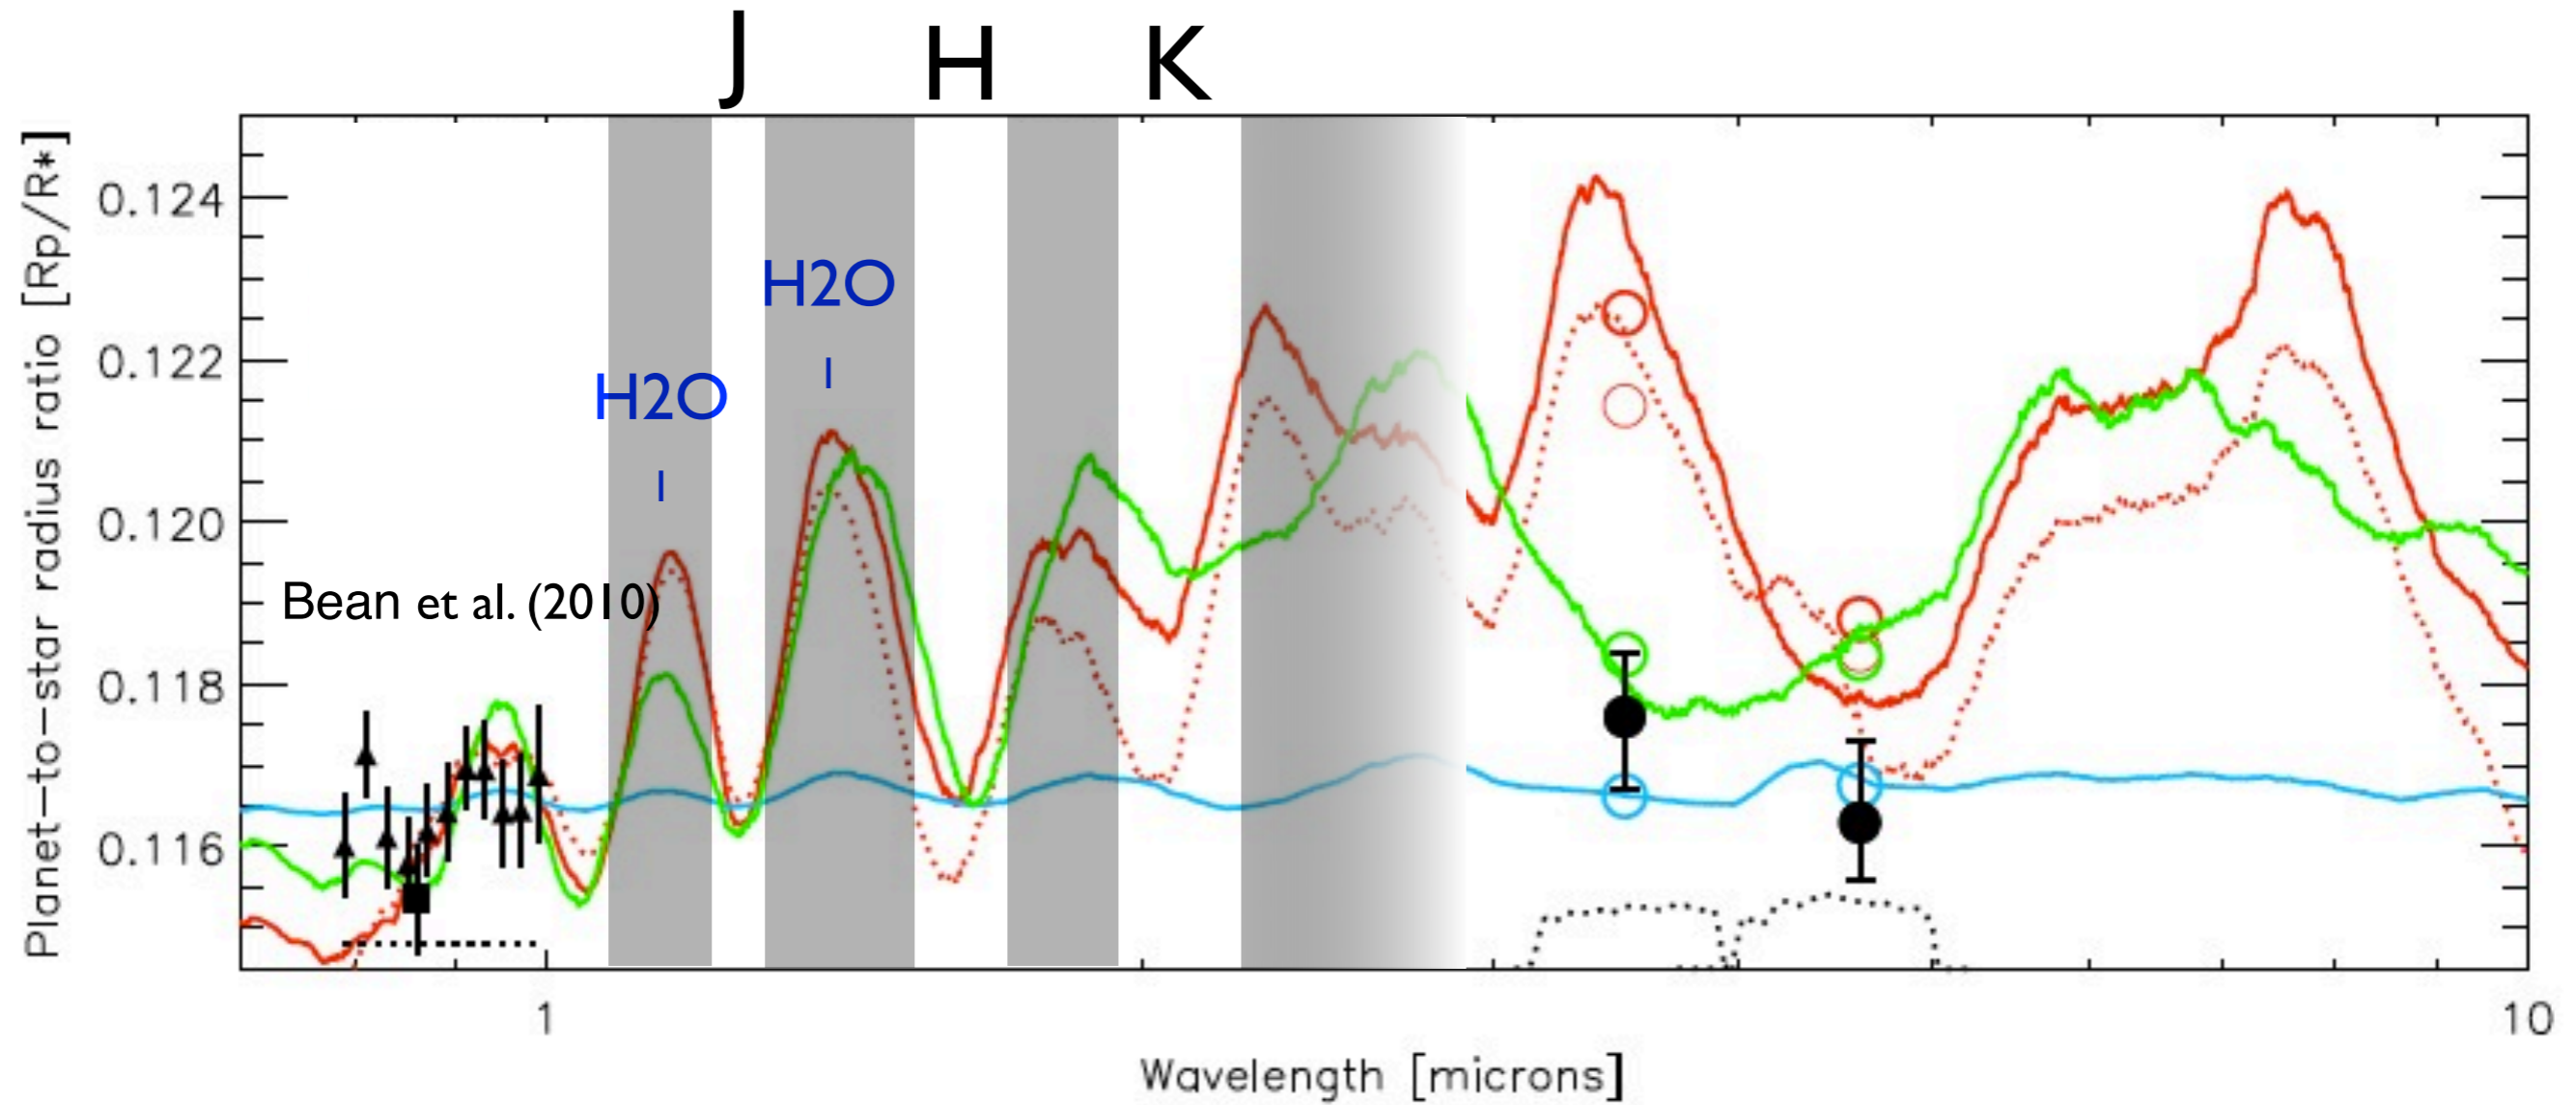 J H K
0.124
H2O
0.122
H2O
0.120
Bean et al. (2010)
0.118
0.116
Planet-to-star radius ratio [Rp/R*]
1 10
Wavelength [microns]